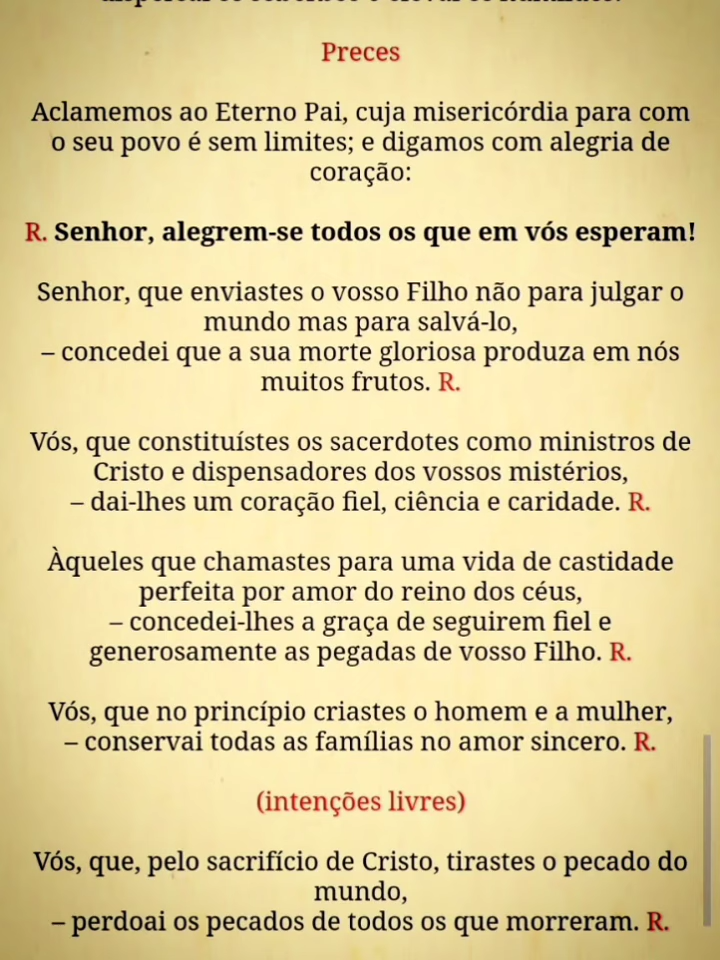 Preces
Aclamemos ao Eterno Pai, cuja misericórdia para com
o seu povo é sem limites; e digamos com alegria de
coração:
R. Senhor, alegrem-se todos os que em vós esperam!
Senhor, que enviastes o vosso Filho não para julgar o
mundo mas para salvá-lo,
– concedei que a sua morte gloriosa produza em nós
muitos frutos. R.
Vós, que constituístes os sacerdotes como ministros de
Cristo e dispensadores dos vossos mistérios,
– dai-lhes um coração fiel, ciência e caridade. R.
Àqueles que chamastes para uma vida de castidade
perfeita por amor do reino dos céus,
– concedei-lhes a graça de seguirem fiel e
generosamente as pegadas de vosso Filho. R.
Vós, que no princípio criastes o homem e a mulher,
– conservai todas as famílias no amor sincero. R.
(intenções livres)
Vós, que, pelo sacrifício de Cristo, tirastes o pecado do
mundo,
– perdoai os pecados de todos os que morreram. R.